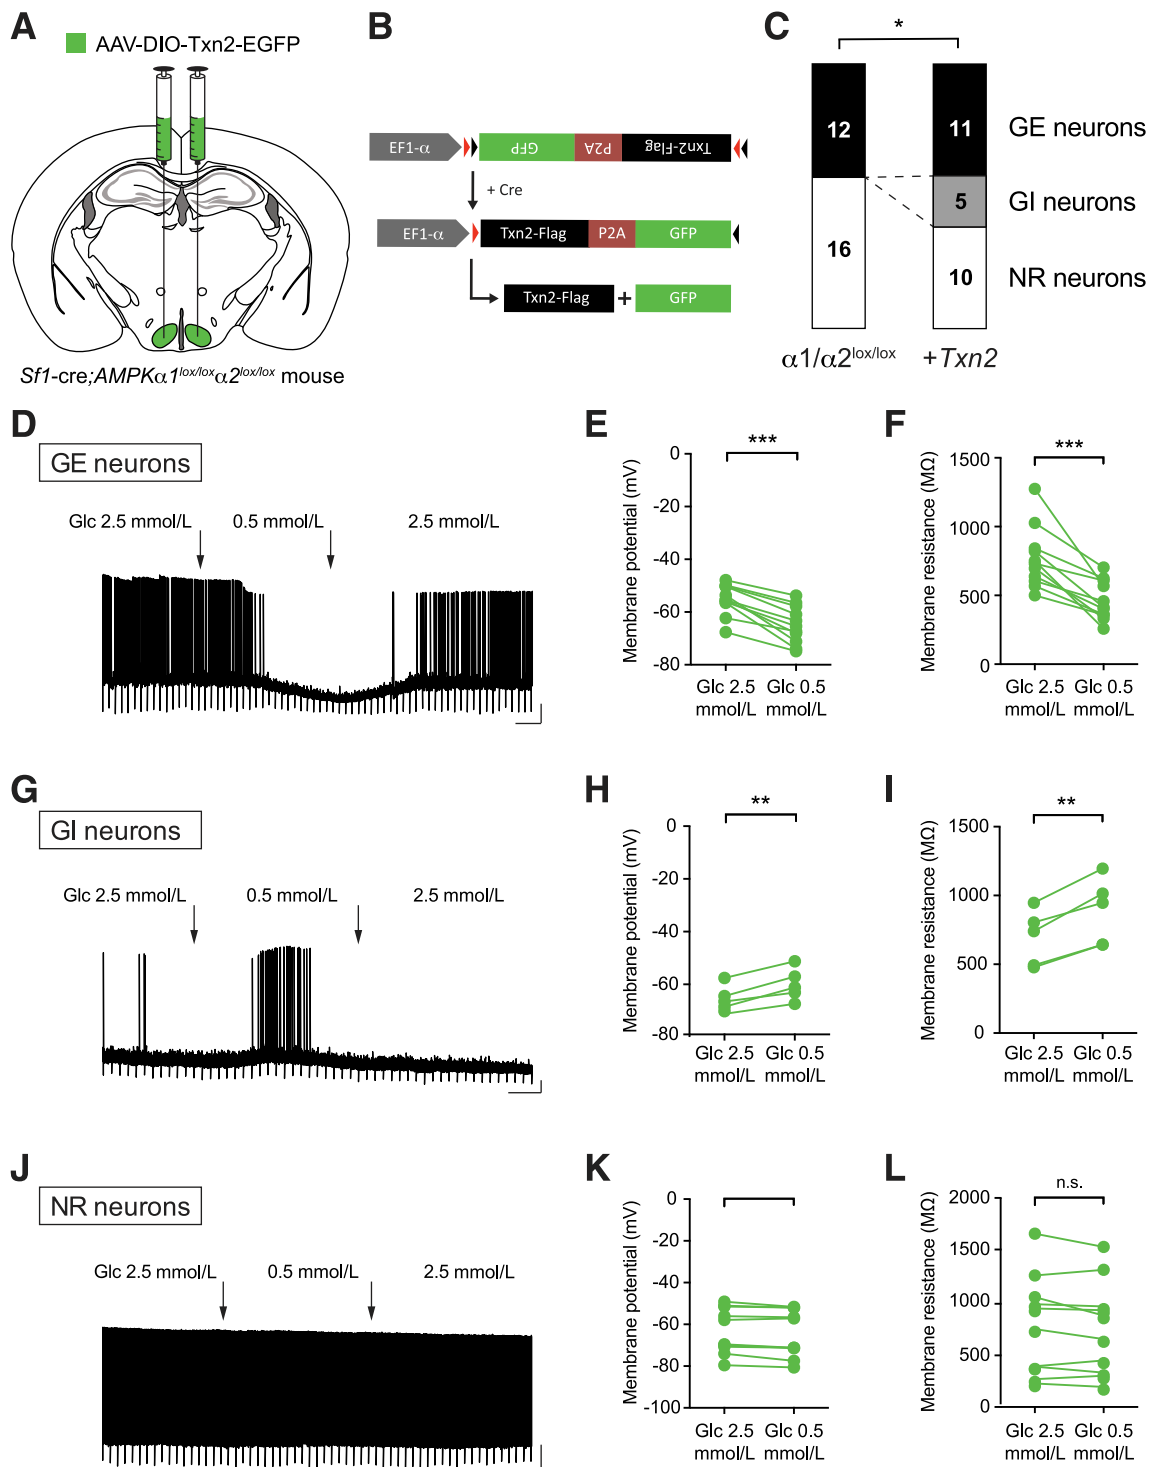 A
AAV-DIO-Txn2-EGFP
Sf1-cre;AMPKα1lox/loxα2lox/lox mouse
B
EF1-α
GFP
P2A
Txn2-Flag
+ Cre
EF1-α
Txn2-Flag
P2A
GFP
Txn2-Flag
+
GFP
C
*
12
11
GE neurons
5
GI neurons
16
10
NR neurons
α1/α2lox/lox
+Txn2
D
GE neurons
Glc 2.5 mmol/L
0.5 mmol/L
2.5 mmol/L
E
***
Membrane potential (mV)
0
-20
-40
-60
-80
Glc 2.5
mmol/L
Glc 0.5
mmol/L
F
***
Membrane resistance (MΩ)
1500
1000
500
0
Glc 2.5
mmol/L
Glc 0.5
mmol/L
G
GI neurons
Glc 2.5 mmol/L
0.5 mmol/L
2.5 mmol/L
H
**
Membrane potential (mV)
0
-20
-40
-60
-80
Glc 2.5
mmol/L
Glc 0.5
mmol/L
I
**
Membrane resistance (MΩ)
1500
1000
500
0
Glc 2.5
mmol/L
Glc 0.5
mmol/L
J
NR neurons
Glc 2.5 mmol/L
0.5 mmol/L
2.5 mmol/L
K
Membrane potential (mV)
0
-20
-40
-60
-80
-100
Glc 2.5
mmol/L
Glc 0.5
mmol/L
L
n.s.
Membrane resistance (MΩ)
2000
1500
1000
500
0
Glc 2.5
mmol/L
Glc 0.5
mmol/L